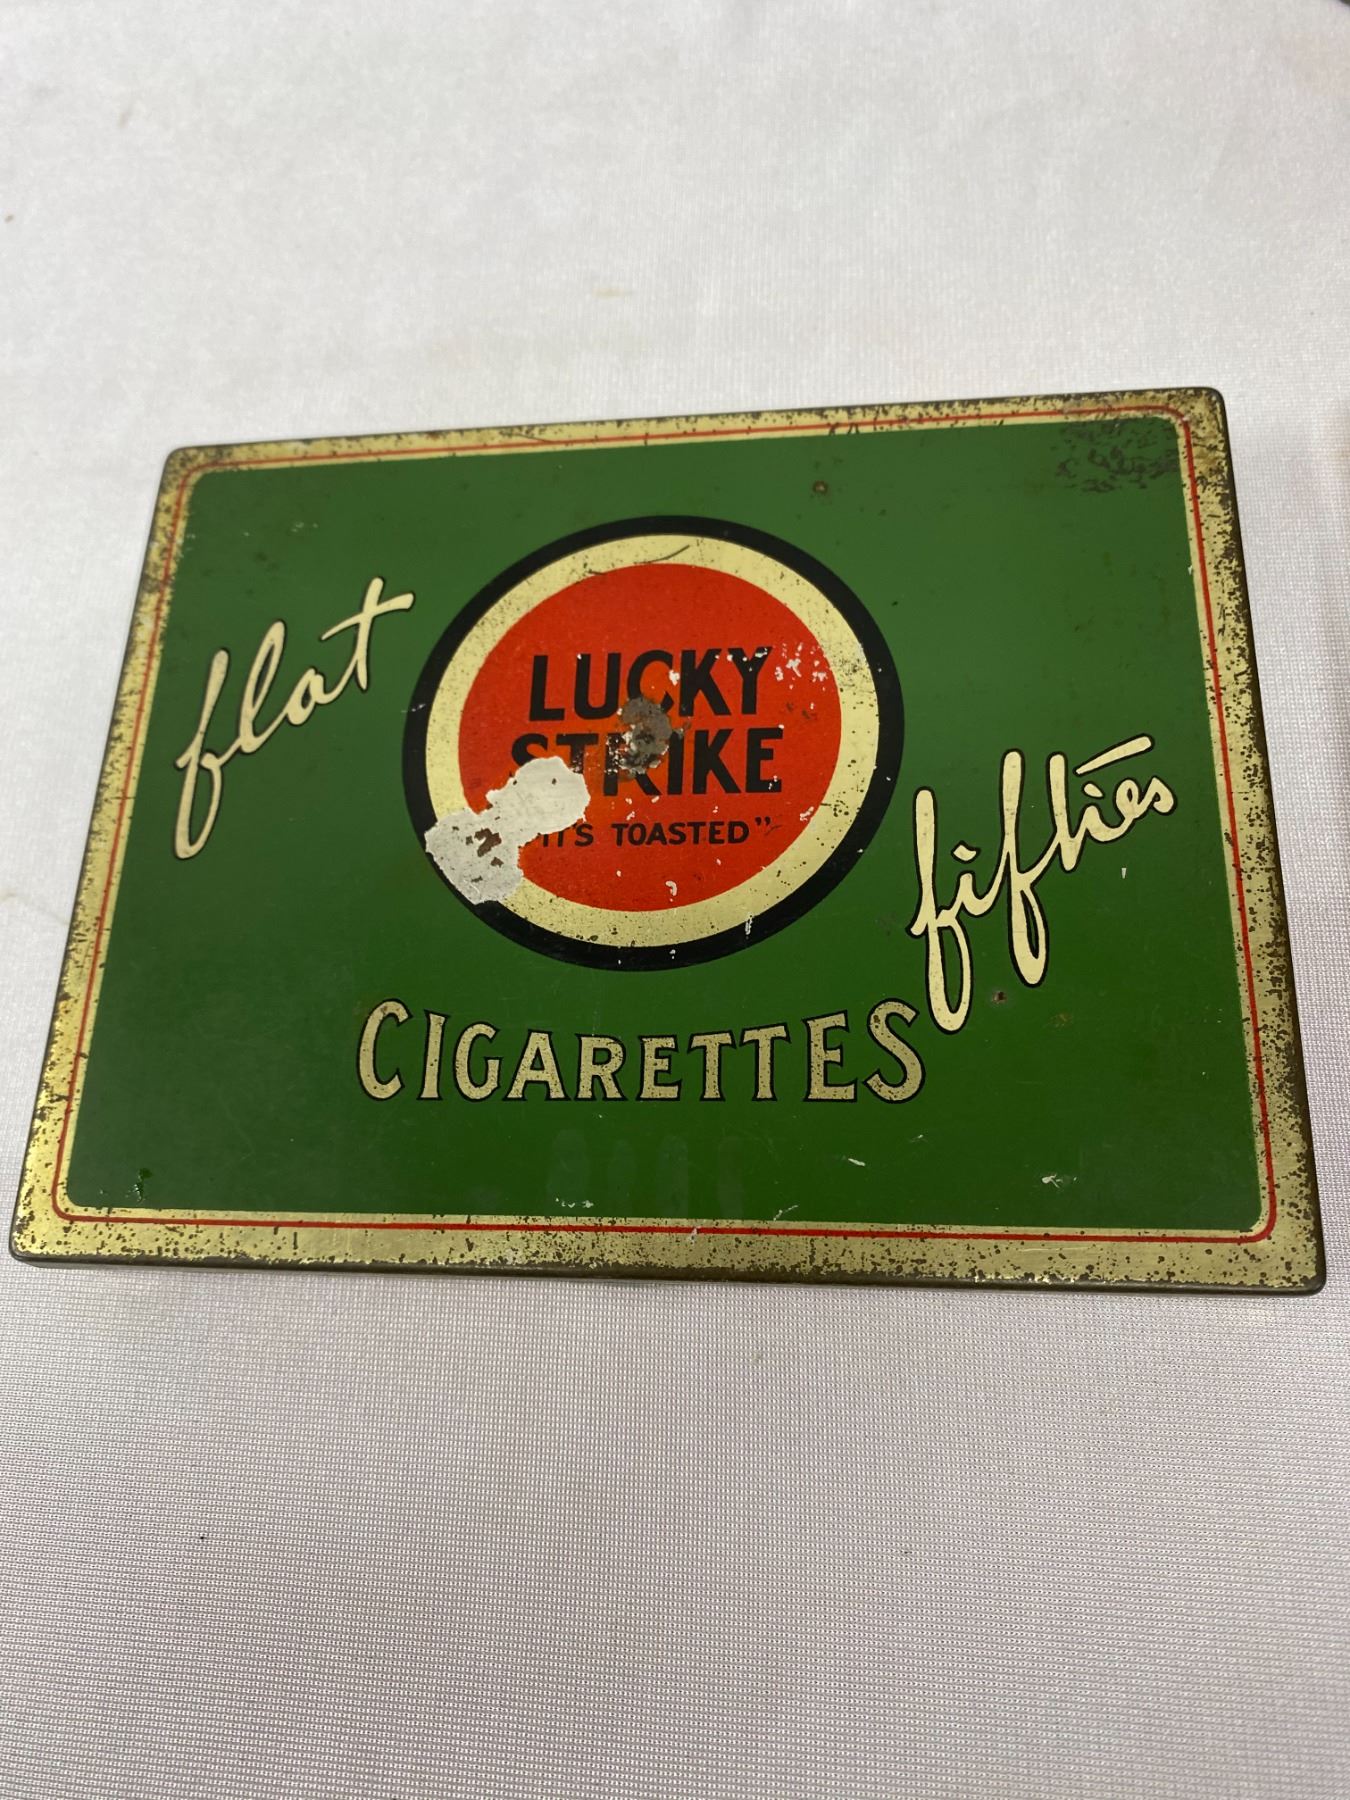 flat
LUCKY
STRIKE
"IT'S TOASTED"
fifties
CIGARETTES